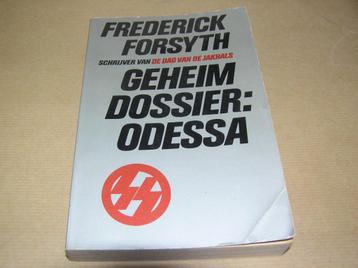 FREDERICK
FORSYTH
SCHRIJVER VAN DE DAG VAN DE JAKHALS
GEHEIM
DOSSIER:
ODESSA